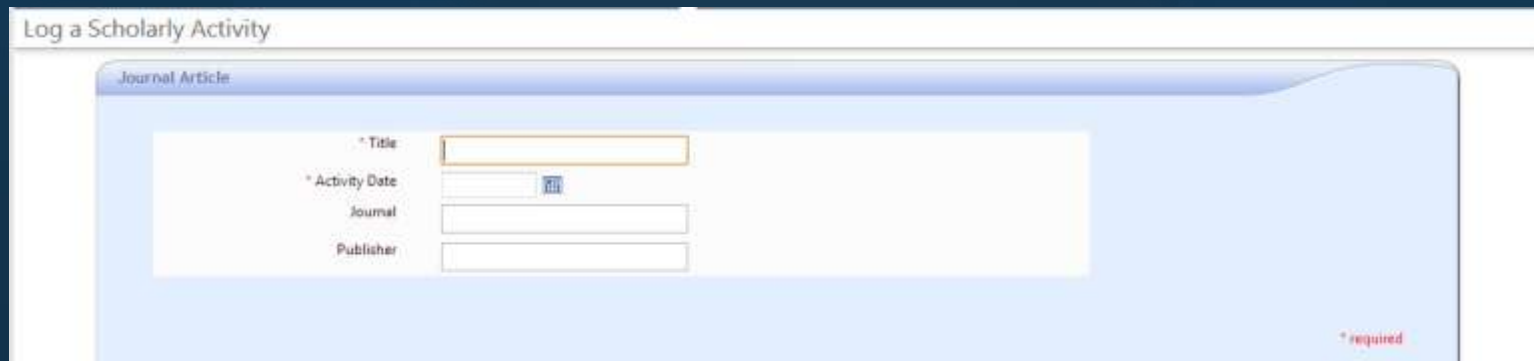 Log a Scholarly Activity
Journal Article
* Title
* Activity Date
Journal
Publisher
* required